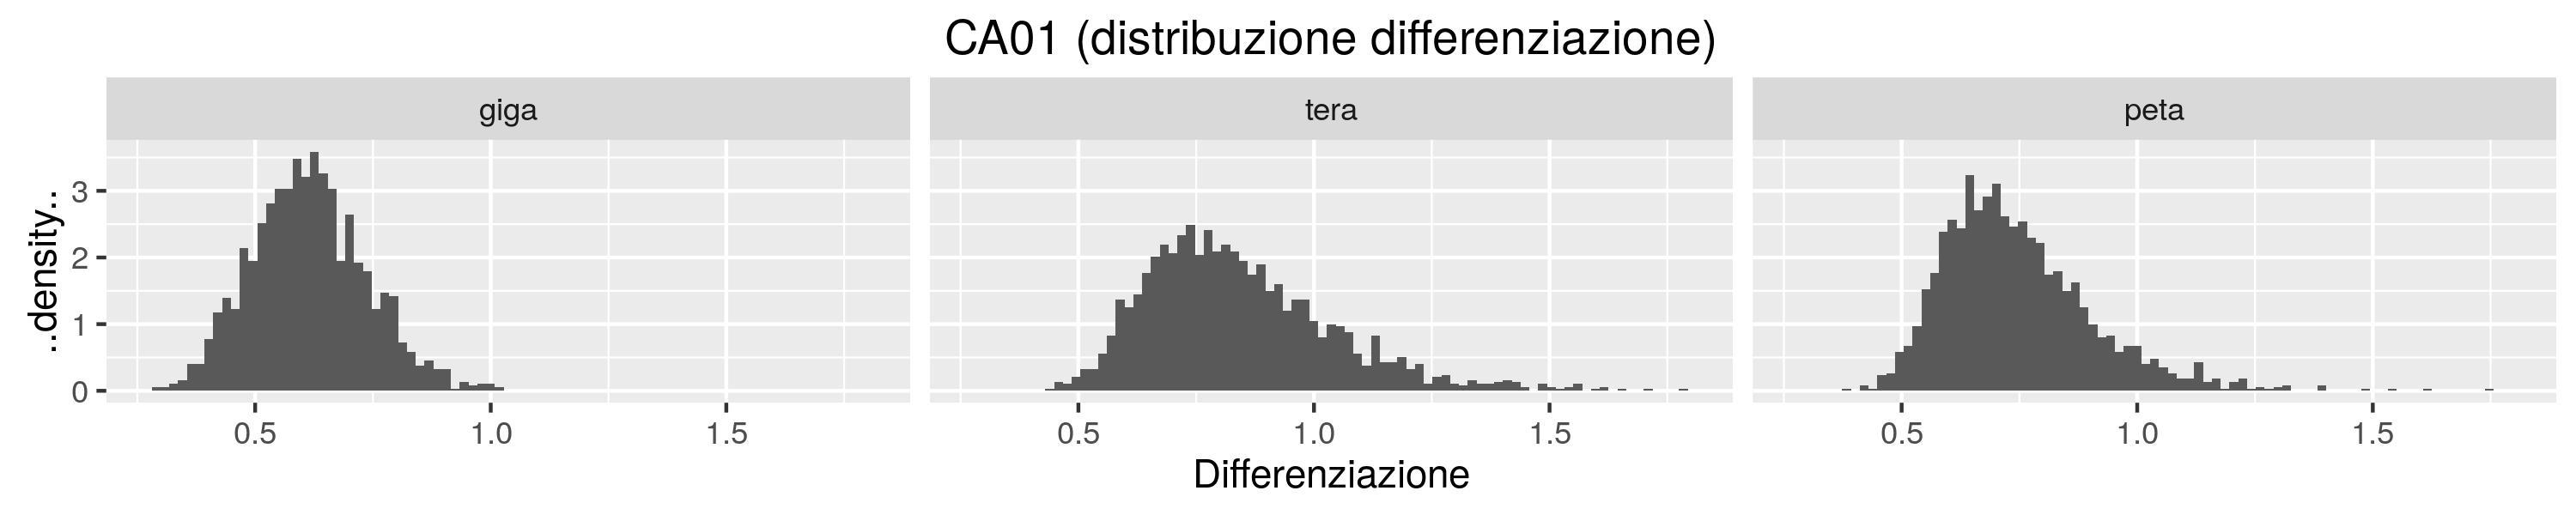 CA01 (distribuzione differenziazione)
giga
tera
peta
..density..
3
2
1
0
0.5 1.0 1.5
0.5 1.0 1.5
0.5 1.0 1.5
Differenziazione